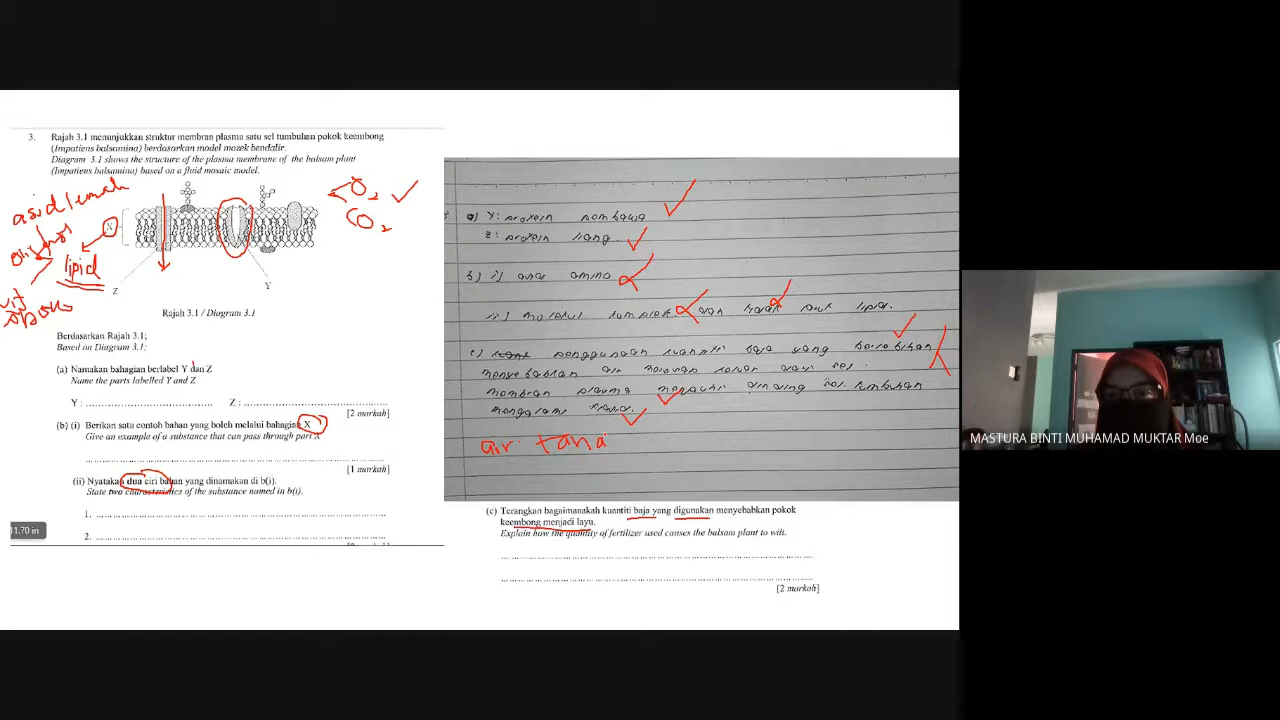 3. Rajah 3.1 menunjukkan struktur membran plasma satu sel tumbuhan pokok keembong
(Impatiens balsamina) berdasarkan model mozek bendalir.
Diagram 3.1 shows the structure of the plasma membrane of the balsam plant
(Impatiens balsamina) based on a fluid mosaic model.
asid lemak
O2
CO2
X
lipid
Z
Y
Rajah 3.1 / Diagram 3.1
Berdasarkan Rajah 3.1;
Based on Diagram 3.1;
(a) Namakan bahagian berlabel Y dan Z
Name the parts labelled Y and Z
Y : Z :
[2 markah]
(b) (i) Berikan satu contoh bahan yang boleh melalui bahagian X
Give an example of a substance that can pass through part X
[1 markah]
(ii) Nyatakan dua ciri bahan yang dinamakan di b(i).
State two characteristics of the substance named in b(i).
1.
2.
11.70 in
a) Y: protein pembawa
Z: protein liang.
b) i) asid amino
ii) molekul kompleks dan tidak larut lipid.
c) penggunaan kuantiti baja yang berlebihan
menyebabkan air keluar sel.
membran plasma dinding sel tumbuhan
mengalami
air tana
(c) Terangkan bagaimanakah kuantiti baja yang digunakan menyebabkan pokok
keembong menjadi layu.
Explain how the quantity of fertilizer used causes the balsam plant to wilt.
[2 markah]
MASTURA BINTI MUHAMAD MUKTAR Moe